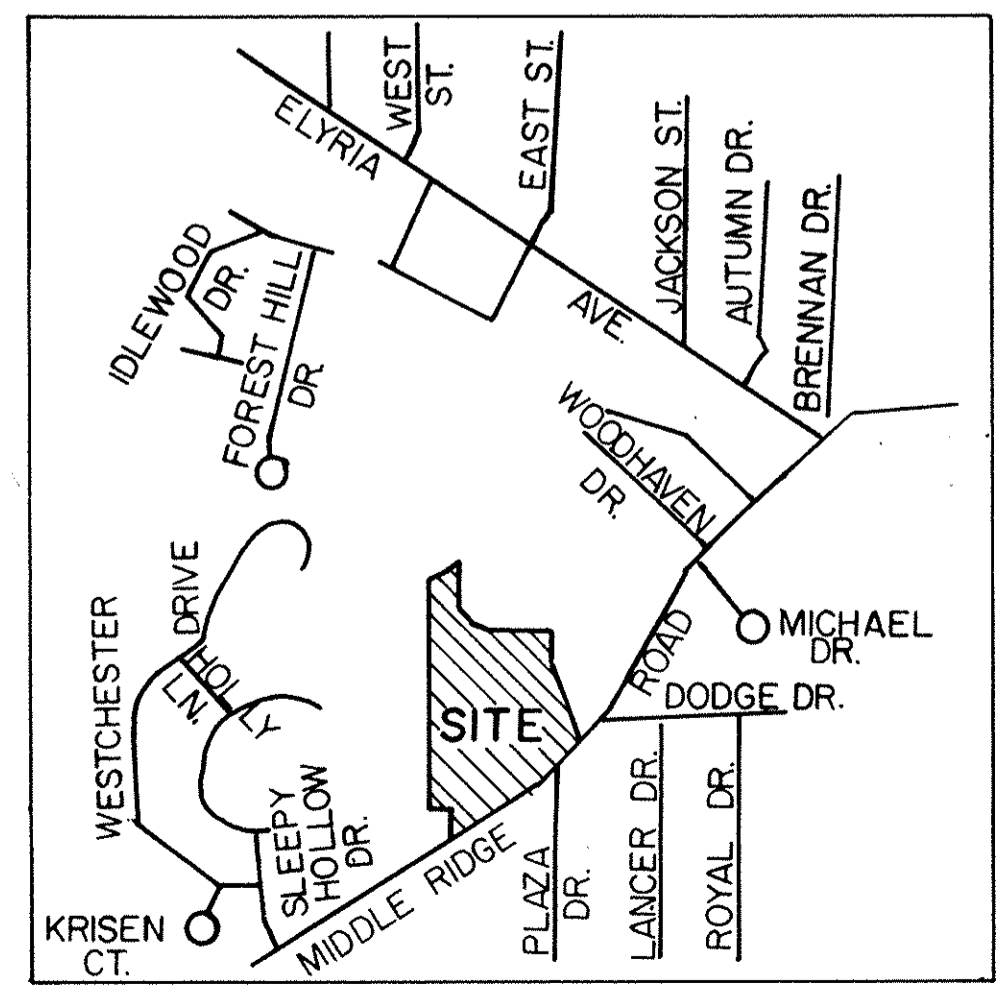 WEST
ST.
EAST ST.
ELYRIA
AVE.
JACKSON ST.
AUTUMN DR.
BRENNAN DR.
IDLEWOOD
DR.
FOREST HILL
DR.
WOODHAVEN
DR.
WESTCHESTER
DRIVE
HOLLY
LN.
SITE
ROAD
MICHAEL
DR.
DODGE DR.
SLEEPY
HOLLOW
DR.
MIDDLE RIDGE
PLAZA
DR.
LANCER DR.
ROYAL DR.
KRISEN
CT.